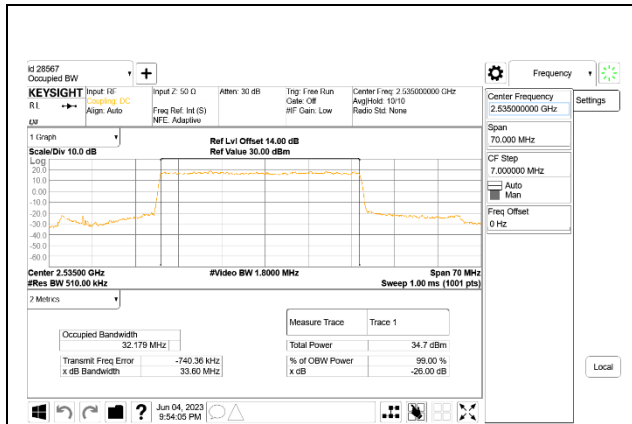 id 28567
Occupied BW
+
Frequency
KEYSIGHT
R L
Input: RF
Coupling: DC
Align: Auto
Input Z: 50 Ω
Freq Ref: Int (S)
NFE: Adaptive
Atten: 30 dB
Trig: Free Run
Gate: Off
#IF Gain: Low
Center Freq: 2.535000000 GHz
Avg|Hold: 10/10
Radio Std: None
Center Frequency
2.535000000 GHz
Settings
Span
70.000 MHz
CF Step
7.000000 MHz
Auto
Man
Freq Offset
0 Hz
Local
1 Graph
Scale/Div 10.0 dB
Ref Lvl Offset 14.00 dB
Ref Value 30.00 dBm
Log
20.0
10.0
0.00
-10.0
-20.0
-30.0
-40.0
-50.0
-60.0
Center 2.53500 GHz
#Res BW 510.00 kHz
#Video BW 1.8000 MHz
Span 70 MHz
Sweep 1.00 ms (1001 pts)
2 Metrics
Measure Trace Trace 1
Occupied Bandwidth
32.179 MHz
Total Power 34.7 dBm
Transmit Freq Error -740.36 kHz
% of OBW Power 99.00 %
x dB Bandwidth 33.60 MHz
x dB -26.00 dB
?
Jun 04, 2023
9:54:05 PM